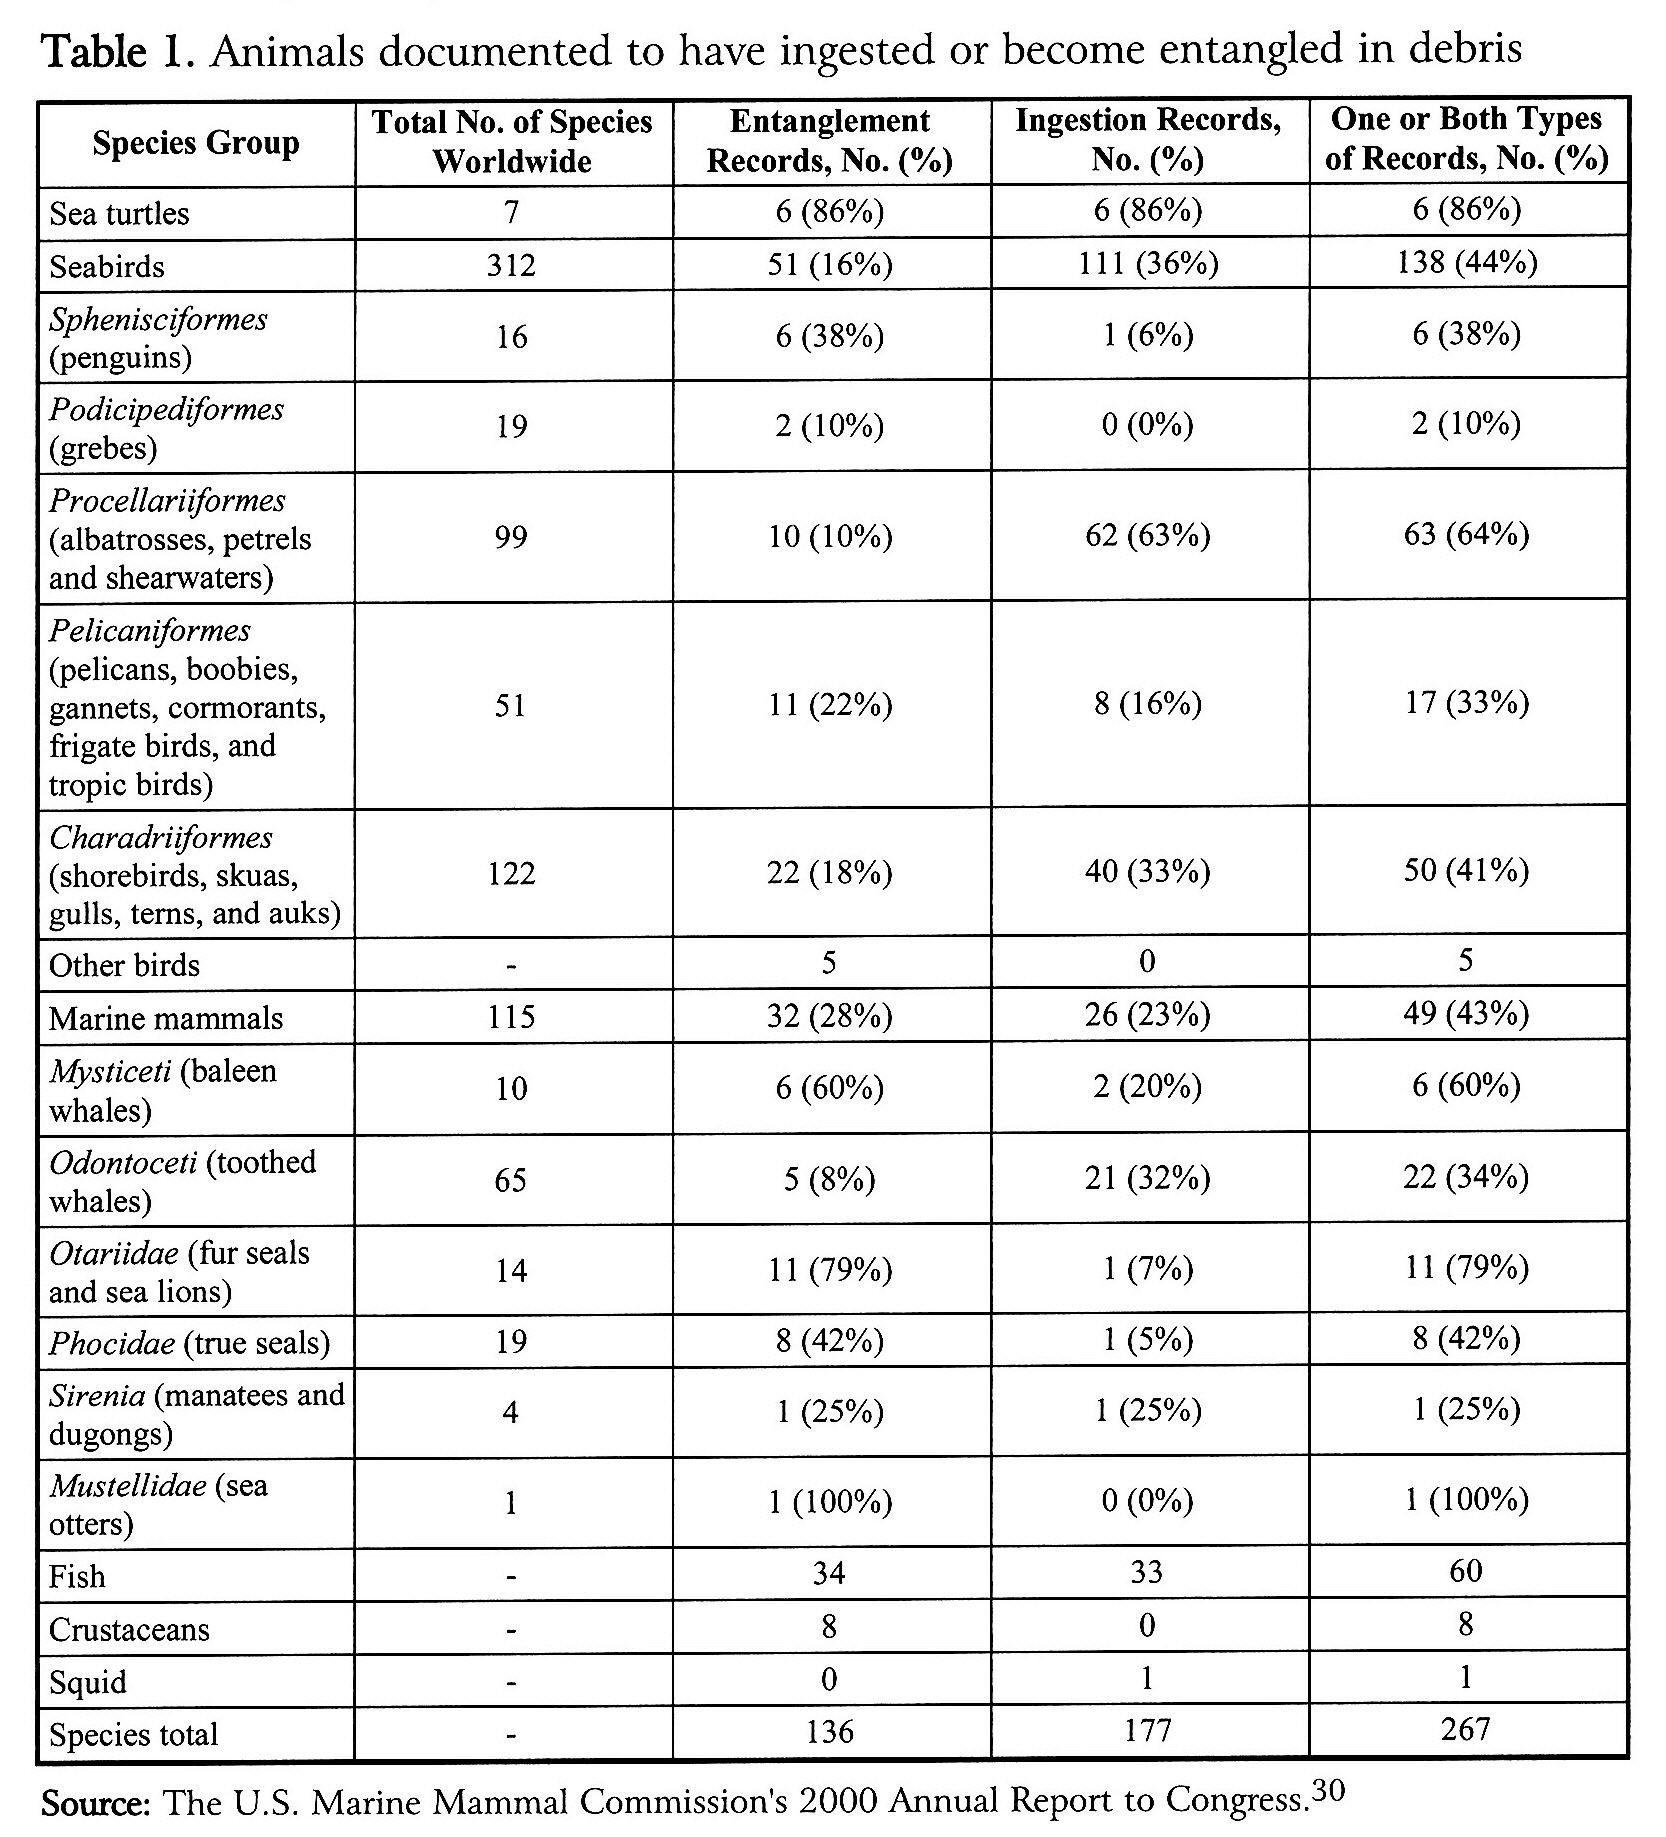 Table 1. Animals documented to have ingested or become entangled in debris
Species Group
Total No. of Species
Worldwide
Entanglement
Records, No. (%)
Ingestion Records,
No. (%)
One or Both Types
of Records, No. (%)
Sea turtles
7
6 (86%)
6 (86%)
6 (86%)
Seabirds
312
51 (16%)
111 (36%)
138 (44%)
Sphenisciformes
(penguins)
16
6 (38%)
1 (6%)
6 (38%)
Podicipediformes
(grebes)
19
2 (10%)
0 (0%)
2 (10%)
Procellariiformes
(albatrosses, petrels
and shearwaters)
99
10 (10%)
62 (63%)
63 (64%)
Pelicaniformes
(pelicans, boobies,
gannets, cormorants,
frigate birds, and
tropic birds)
51
11 (22%)
8 (16%)
17 (33%)
Charadriiformes
(shorebirds, skuas,
gulls, terns, and auks)
122
22 (18%)
40 (33%)
50 (41%)
Other birds
-
5
0
5
Marine mammals
115
32 (28%)
26 (23%)
49 (43%)
Mysticeti (baleen
whales)
10
6 (60%)
2 (20%)
6 (60%)
Odontoceti (toothed
whales)
65
5 (8%)
21 (32%)
22 (34%)
Otariidae (fur seals
and sea lions)
14
11 (79%)
1 (7%)
11 (79%)
Phocidae (true seals)
19
8 (42%)
1 (5%)
8 (42%)
Sirenia (manatees and
dugongs)
4
1 (25%)
1 (25%)
1 (25%)
Mustellidae (sea
otters)
1
1 (100%)
0 (0%)
1 (100%)
Fish
-
34
33
60
Crustaceans
-
8
0
8
Squid
-
0
1
1
Species total
-
136
177
267
Source: The U.S. Marine Mammal Commission's 2000 Annual Report to Congress.30